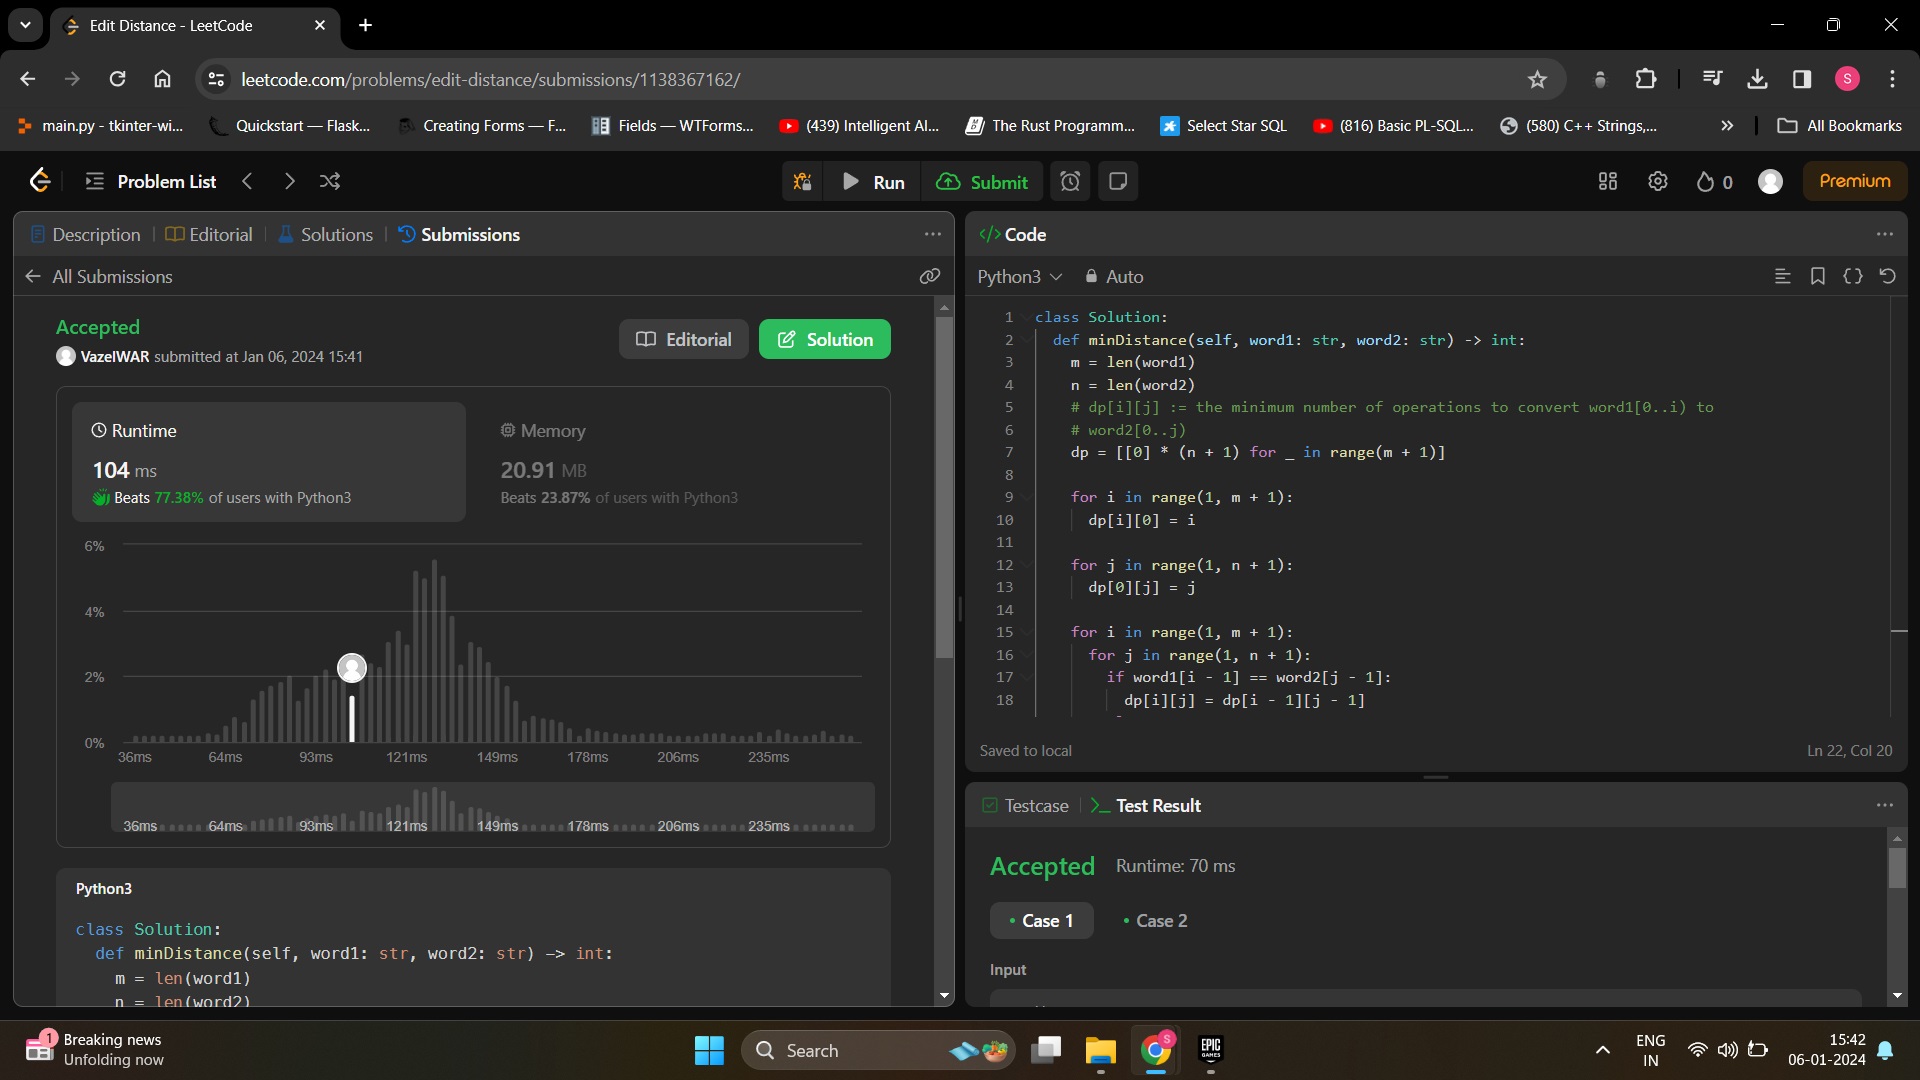 Edit Distance - LeetCode
leetcode.com/problems/edit-distance/submissions/1138367162/
S
main.py - tkinter-wi...
Quickstart — Flask...
Creating Forms — F...
Fields — WTForms...
(439) Intelligent AI...
The Rust Programm...
Select Star SQL
(816) Basic PL-SQL...
(580) C++ Strings,...
All Bookmarks
Problem List
Run
Submit
0
Premium
Description
Editorial
Solutions
Submissions
All Submissions
Accepted
VazelWAR submitted at Jan 06, 2024 15:41
Editorial
Solution
Runtime
104 ms
Beats 77.38% of users with Python3
Memory
20.91 MB
Beats 23.87% of users with Python3
6%
4%
2%
0%
36ms 64ms 93ms 121ms 149ms 178ms 206ms 235ms
36ms 64ms 93ms 121ms 149ms 178ms 206ms 235ms
Python3
class Solution:
def minDistance(self, word1: str, word2: str) -> int:
m = len(word1)
n = len(word2)
</> Code
Python3
Auto
1 class Solution:
2 def minDistance(self, word1: str, word2: str) -> int:
3 m = len(word1)
4 n = len(word2)
5 # dp[i][j] := the minimum number of operations to convert word1[0..i) to
6 # word2[0..j)
7 dp = [[0] * (n + 1) for _ in range(m + 1)]
8
9 for i in range(1, m + 1):
10 dp[i][0] = i
11
12 for j in range(1, n + 1):
13 dp[0][j] = j
14
15 for i in range(1, m + 1):
16 for j in range(1, n + 1):
17 if word1[i - 1] == word2[j - 1]:
18 dp[i][j] = dp[i - 1][j - 1]
Saved to local
Ln 22, Col 20
Testcase
Test Result
Accepted
Runtime: 70 ms
Case 1
Case 2
Input
1
Breaking news
Unfolding now
Search
S
EPIC
GAMES
ENG
IN
15:42
06-01-2024